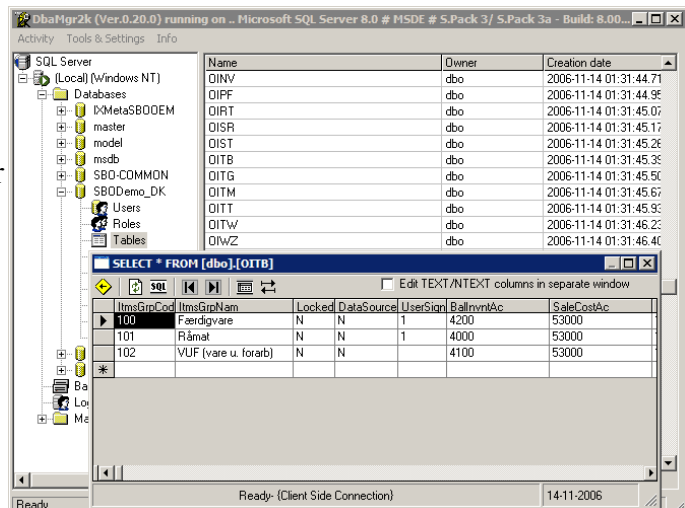 DbaMgr2k (Ver.0.20.0) running on .. Microsoft SQL Server 8.0 # MSDE # S.Pack 3/ S.Pack 3a - Build: 8.00...
Activity Tools & Settings Info
SQL Server
(Local) (Windows NT)
Databases
IXMetaSBOOEM
master
model
msdb
SBO-COMMON
SBODemo_DK
Users
Roles
Tables
Ba
Lo
Ma
Name Owner Creation date
OINV dbo 2006-11-14 01:31:44.71
OIPF dbo 2006-11-14 01:31:44.95
OIRT dbo 2006-11-14 01:31:45.07
OISR dbo 2006-11-14 01:31:45.17
OIST dbo 2006-11-14 01:31:45.26
OITB dbo 2006-11-14 01:31:45.39
OITG dbo 2006-11-14 01:31:45.50
OITM dbo 2006-11-14 01:31:45.67
OITT dbo 2006-11-14 01:31:45.93
OITW dbo 2006-11-14 01:31:46.23
OIWZ dbo 2006-11-14 01:31:46.40
SELECT * FROM [dbo].[OITB]
SQL
Edit TEXT/NTEXT columns in separate window
ItmsGrpCod ItmsGrpNam Locked DataSource UserSign BalInvntAc SaleCostAc
100 Færdigvare N N 1 4200 53000
101 Råmat N N 1 4000 53000
102 VUF (vare u. forarb) N N 4100 53000
Ready- {Client Side Connection} 14-11-2006
Ready
r